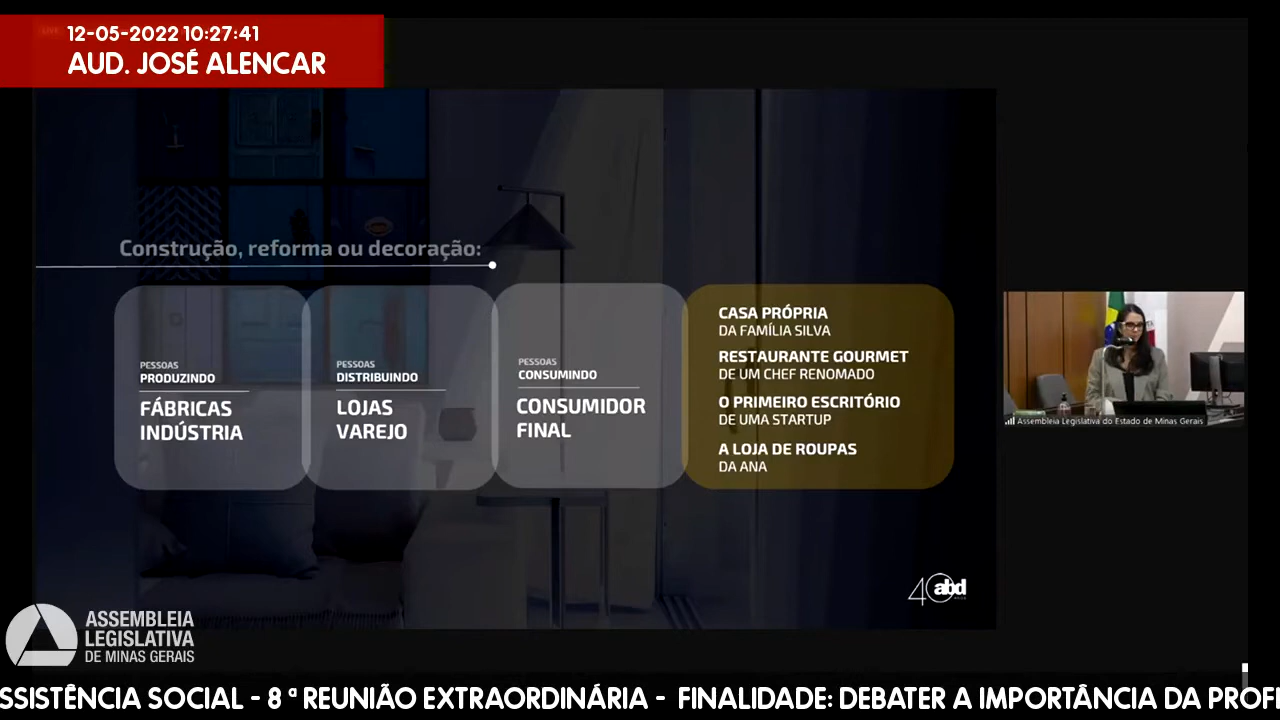 12-05-2022 10:27:41
AUD. JOSÉ ALENCAR
Construção, reforma ou decoração:
PESSOAS
PRODUZINDO
FÁBRICAS
INDÚSTRIA
PESSOAS
DISTRIBUINDO
LOJAS
VAREJO
PESSOAS
CONSUMINDO
CONSUMIDOR
FINAL
CASA PRÓPRIA
DA FAMÍLIA SILVA
RESTAURANTE GOURMET
DE UM CHEF RENOMADO
O PRIMEIRO ESCRITÓRIO
DE UMA STARTUP
A LOJA DE ROUPAS
DA ANA
Assembleia Legislativa do Estado de Minas Gerais
40 abd
ASSEMBLEIA
LEGISLATIVA
DE MINAS GERAIS
SSISTÊNCIA SOCIAL - 8 ª REUNIÃO EXTRAORDINÁRIA - FINALIDADE: DEBATER A IMPORTÂNCIA DA PROF